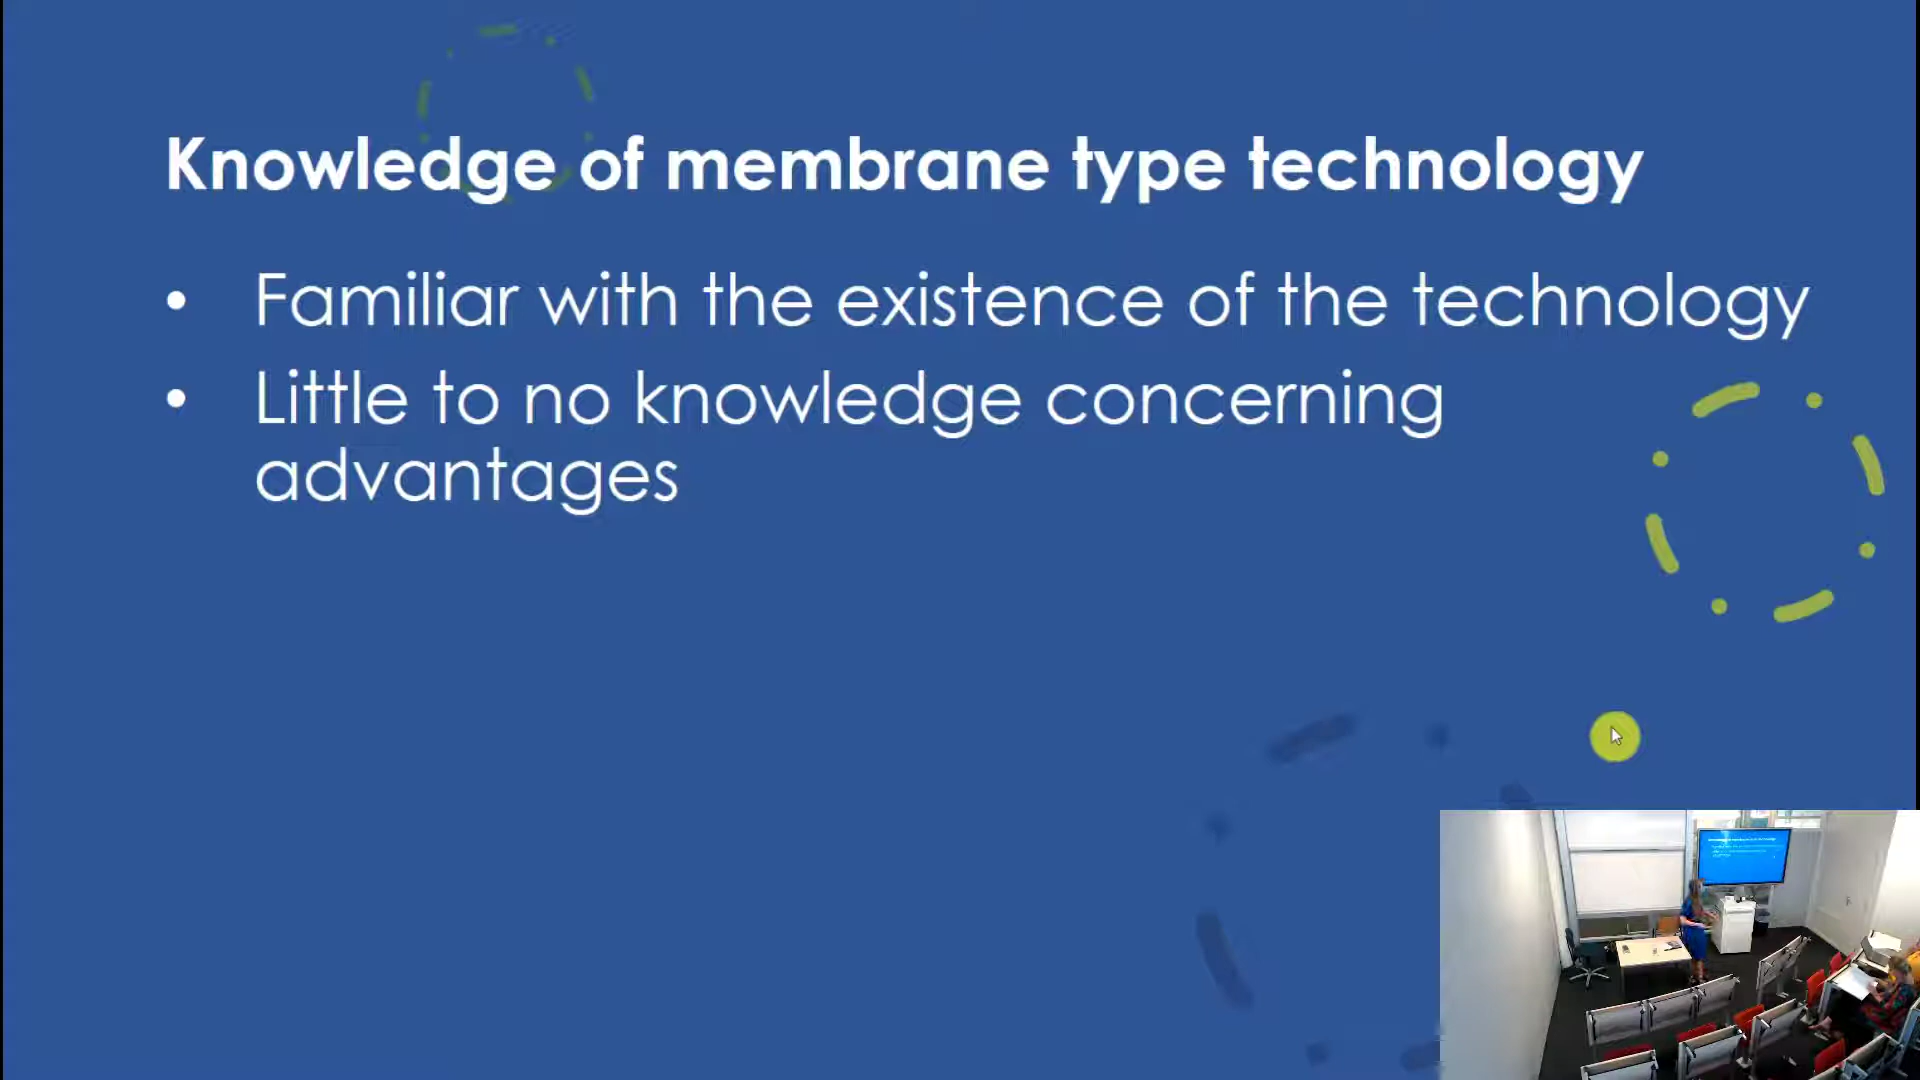 Knowledge of membrane type technology
• Familiar with the existence of the technology
• Little to no knowledge concerning
advantages